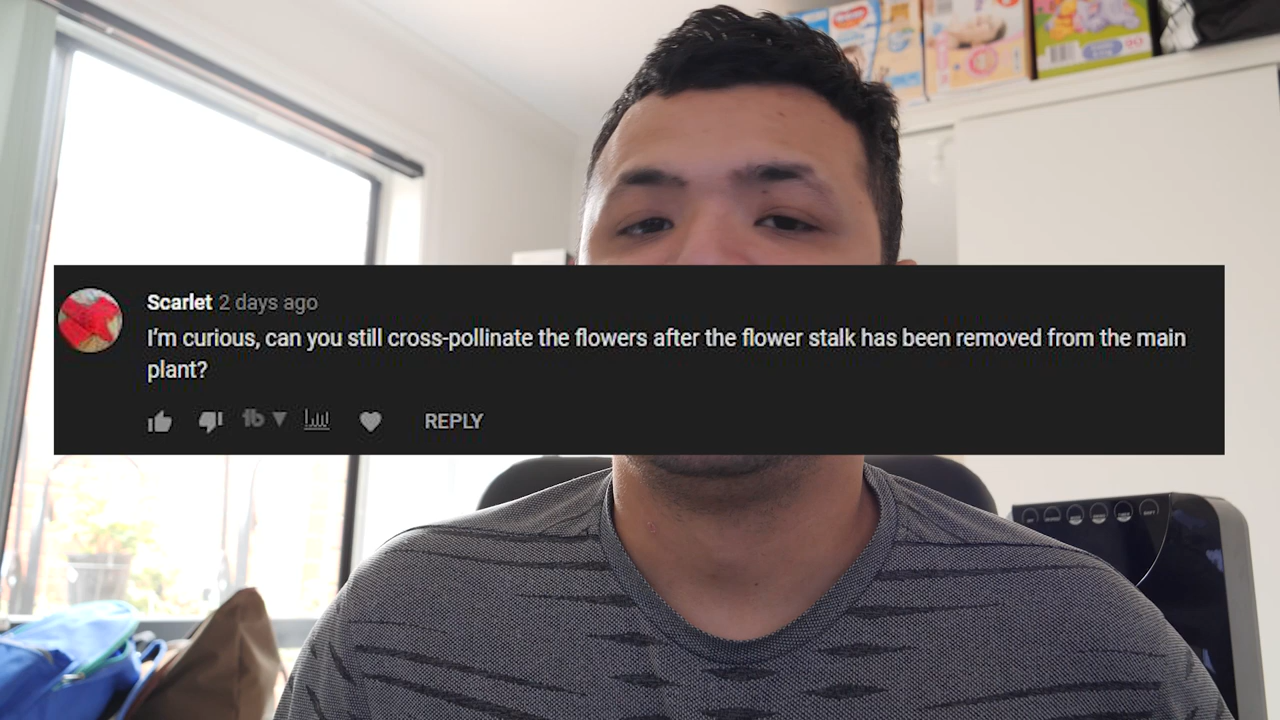 Scarlet 2 days ago
I'm curious, can you still cross-pollinate the flowers after the flower stalk has been removed from the main
plant?
REPLY